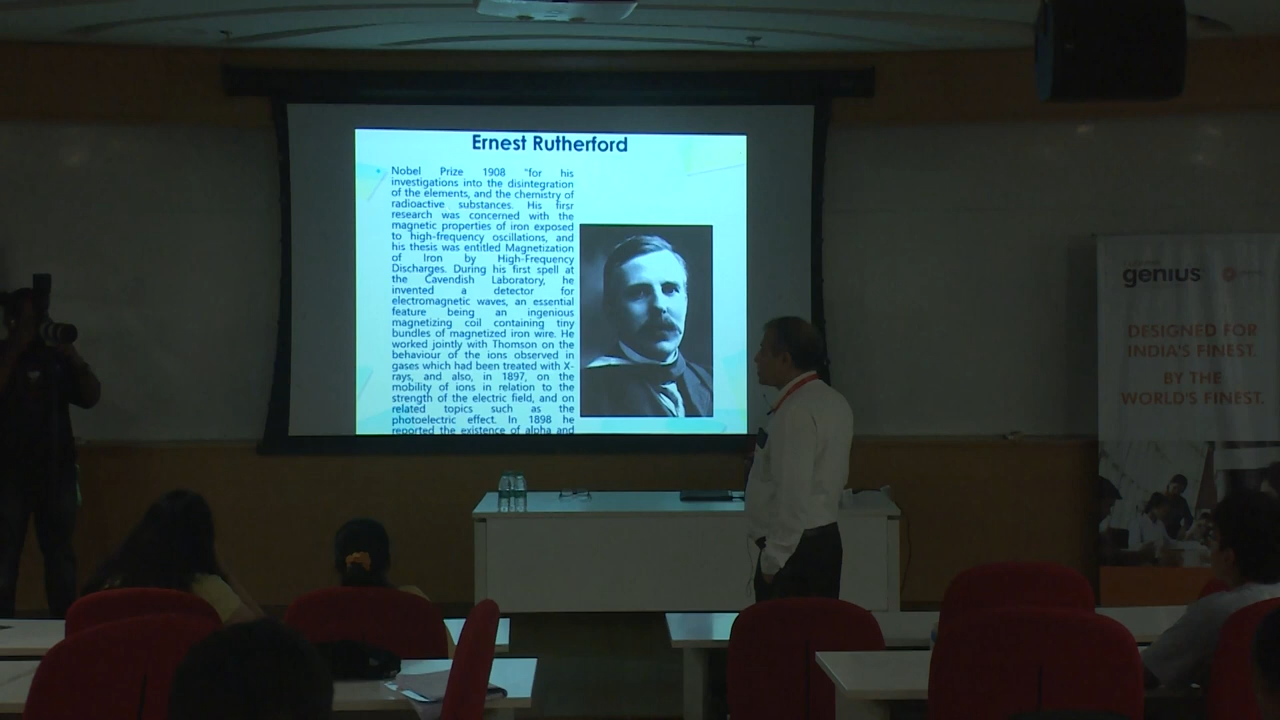 Ernest Rutherford
Nobel Prize 1908 "for his
investigations into the disintegration
of the elements, and the chemistry of
radioactive substances. His firsr
research was concerned with the
magnetic properties of iron exposed
to high-frequency oscillations, and
his thesis was entitled Magnetization
of Iron by High-Frequency
Discharges. During his first spell at
the Cavendish Laboratory, he
invented a detector for
electromagnetic waves, an essential
feature being an ingenious
magnetizing coil containing tiny
bundles of magnetized iron wire. He
worked jointly with Thomson on the
behaviour of the ions observed in
gases which had been treated with X-
rays, and also, in 1897, on the
mobility of ions in relation to the
strength of the electric field, and on
related topics such as the
photoelectric effect. In 1898 he
reported the existence of alpha and
genius
DESIGNED FOR
INDIA'S FINEST.
BY THE
WORLD'S FINEST.